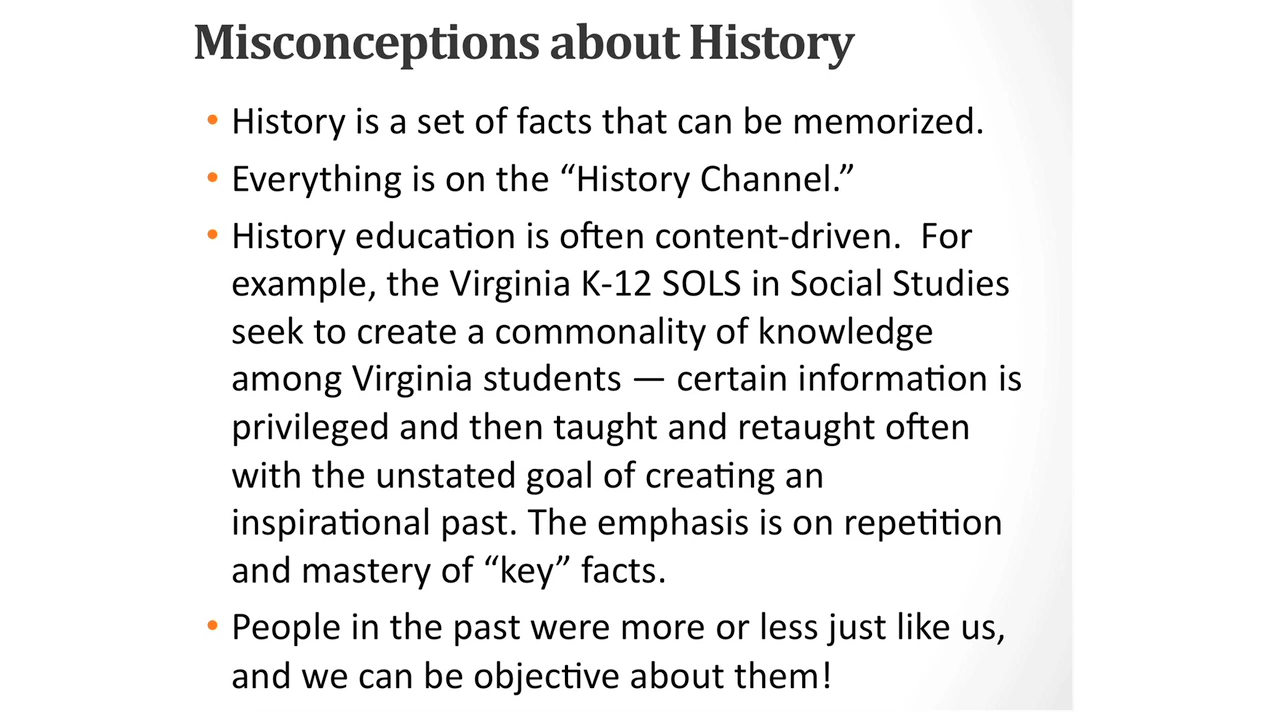 Misconceptions about History
• History is a set of facts that can be memorized.
• Everything is on the “History Channel.”
• History education is often content-driven.  For
example, the Virginia K-12 SOLS in Social Studies
seek to create a commonality of knowledge
among Virginia students — certain information is
privileged and then taught and retaught often
with the unstated goal of creating an
inspirational past. The emphasis is on repetition
and mastery of “key” facts.
• People in the past were more or less just like us,
and we can be objective about them!